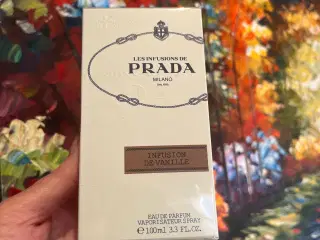 LES INFUSIONS DE
PRADA
MILANO
INFUSION
DE VANILLE
EAU DE PARFUM
VAPORISATEUR SPRAY
℮ 100ml 3.3 FL.OZ.